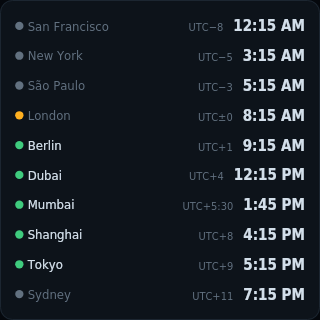 San Francisco UTC−8 12:15 AM
New York UTC−5 3:15 AM
São Paulo UTC−3 5:15 AM
London UTC±0 8:15 AM
Berlin UTC+1 9:15 AM
Dubai UTC+4 12:15 PM
Mumbai UTC+5:30 1:45 PM
Shanghai UTC+8 4:15 PM
Tokyo UTC+9 5:15 PM
Sydney UTC+11 7:15 PM